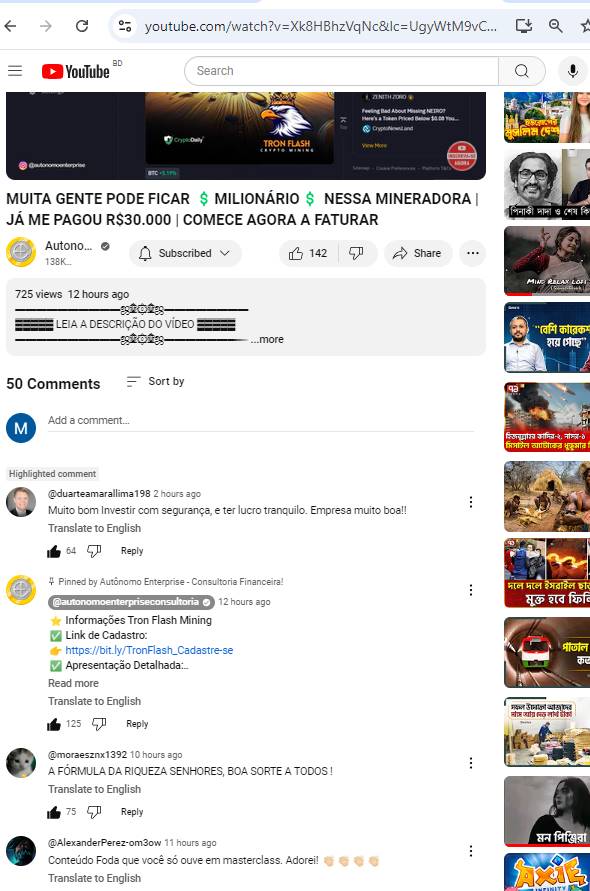 youtube.com/watch?v=Xk8HBhzVqNc&lc=UgyWtM9vC...
YouTube BD
Search
ZENITH ZORO
Feeling Bad About Missing NEIRO?
Here's a Token Priced Below $0.08 You...
CryptoNewsLand
View More
CryptoDaily
TRON FLASH
CRYPTO MINING
@autonomoenterprise
BTC +5.19%
INSCREVA-SE
MUITA GENTE PODE FICAR 💲MILIONÁRIO💲 NESSA MINERADORA |
JÁ ME PAGOU R$30.000 | COMECE AGORA A FATURAR
Autono...
138K...
Subscribed
142
Share
725 views 12 hours ago
LEIA A DESCRIÇÃO DO VÍDEO
...more
50 Comments
Sort by
M
Add a comment...
Highlighted comment
@duarteamarallima198 2 hours ago
Muito bom Investir com segurança, e ter lucro tranquilo. Empresa muito boa!!
Translate to English
64 Reply
Pinned by Autônomo Enterprise - Consultoria Financeira!
@autonomoenterpriseconsultoria 12 hours ago
⭐ Informações Tron Flash Mining
✅ Link de Cadastro:
👉 https://bit.ly/TronFlash_Cadastre-se
✅ Apresentação Detalhada:..
Read more
Translate to English
125 Reply
@moraesznx1392 10 hours ago
A FÓRMULA DA RIQUEZA SENHORES, BOA SORTE A TODOS !
Translate to English
75 Reply
@AlexanderPerez-om3ow 11 hours ago
Conteúdo Foda que você só ouve em masterclass. Adorei! 👏🏼👏🏼👏🏼👏🏼
Translate to English
মুসলিম দেশ
পিনাকী দাদা ও শেষ কি
MIND RELAX LOFI
"বেশি কারেকশ
হয়ে গেছে"
দলে দলে ইসরাইল ছা
মুক্ত হবে ফিলি
পাতাল
মন পিঞ্জিরা
AXIE
INFINITY